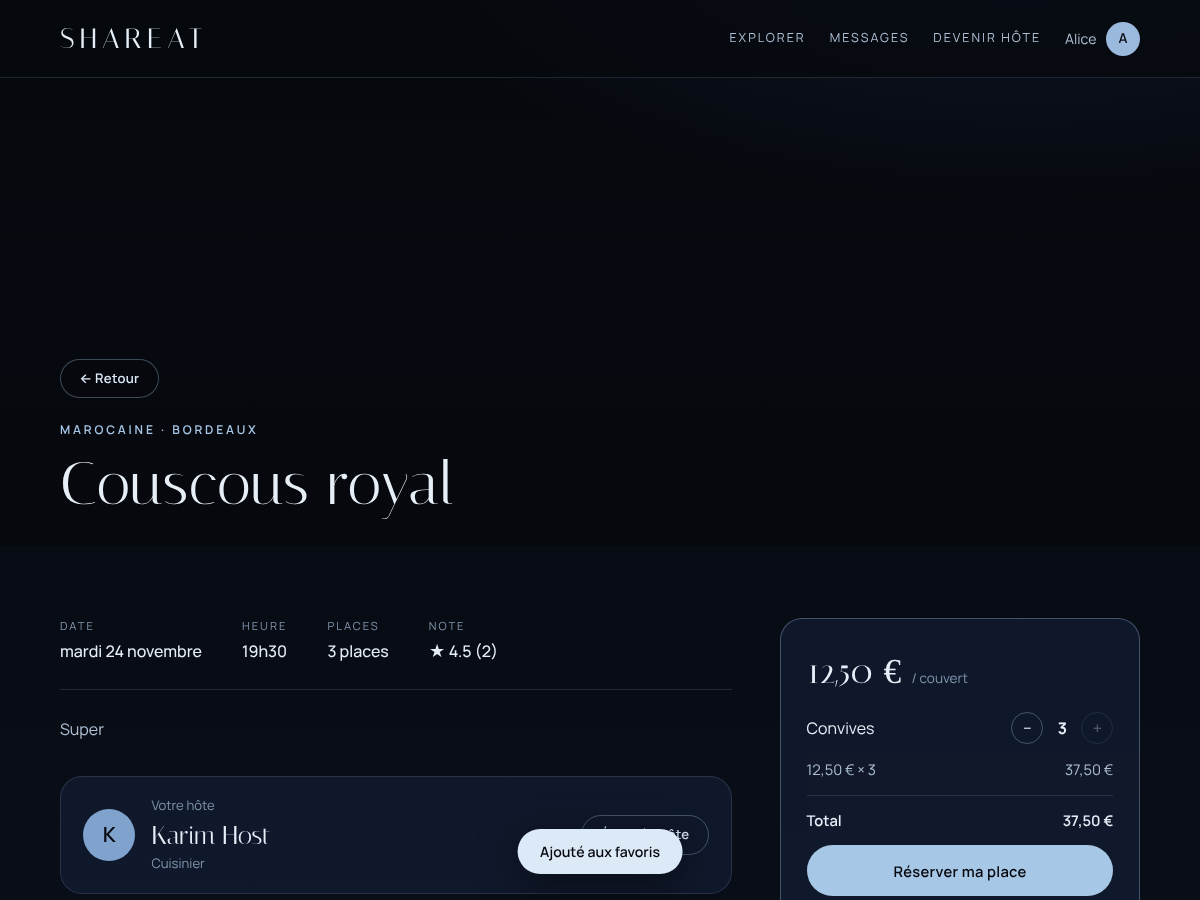 SHAREAT
EXPLORER
MESSAGES
DEVENIR HÔTE
Alice
A
← Retour
MAROCAINE · BORDEAUX
Couscous royal
DATE
mardi 24 novembre
HEURE
19h30
PLACES
3 places
NOTE
★ 4.5 (2)
Super
K
Votre hôte
Karim Host
Cuisinier
Ajouté aux favoris
12,50 € / couvert
Convives
− 3 +
12,50 € × 3
37,50 €
Total
37,50 €
Réserver ma place